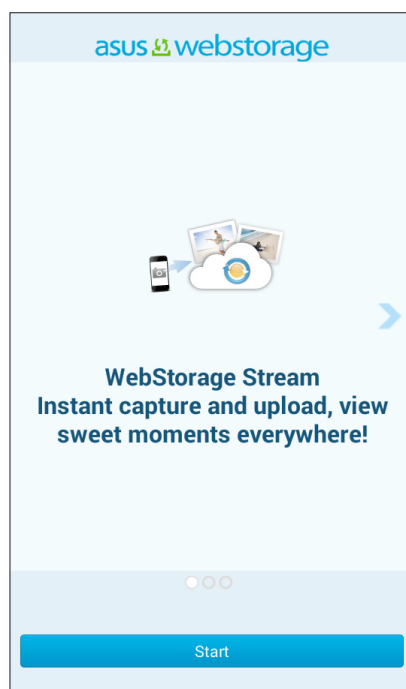 asus webstorage
WebStorage Stream
Instant capture and upload, view
sweet moments everywhere!
Start